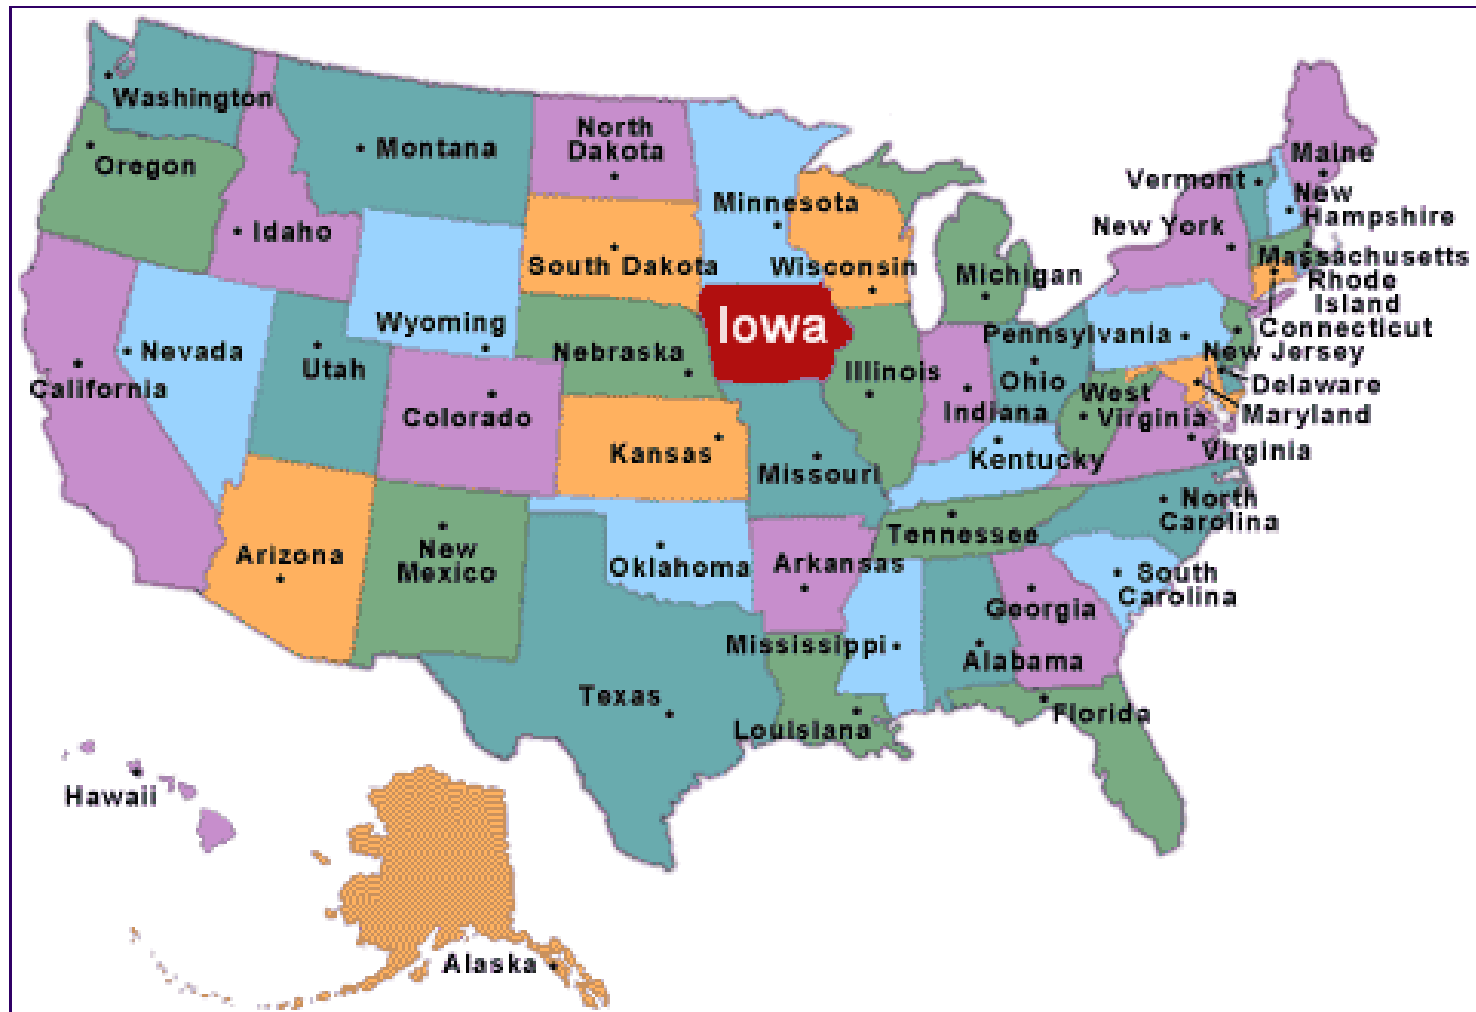 Washington
Oregon
Montana
Idaho
North
Dakota
Minnesota
South Dakota
Wisconsin
Michigan
Maine
Vermont
New
Hampshire
New York
Massachusetts
Rhode
Island
Connecticut
Pennsylvania
New Jersey
Delaware
Maryland
Wyoming
Nevada
Utah
California
Colorado
Nebraska
Iowa
Illinois
Indiana
Ohio
West
Virginia
Virginia
Kansas
Missouri
Kentucky
North
Carolina
Tennessee
South
Carolina
Arizona
New
Mexico
Oklahoma
Arkansas
Georgia
Mississippi
Alabama
Texas
Louisiana
Florida
Hawaii
Alaska